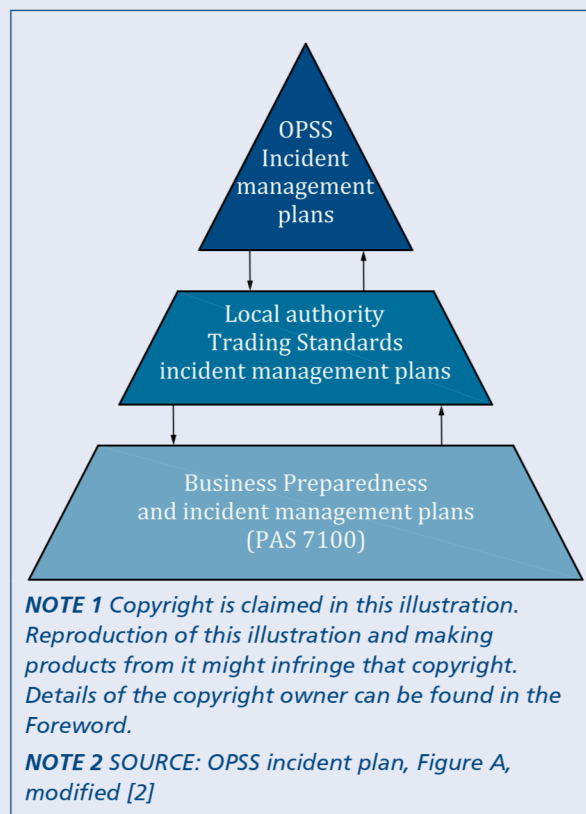 OPSS
Incident
management
plans
Local authority
Trading Standards
incident management plans
Business Preparedness
and incident management plans
(PAS 7100)
NOTE 1 Copyright is claimed in this illustration.
Reproduction of this illustration and making
products from it might infringe that copyright.
Details of the copyright owner can be found in the
Foreword.
NOTE 2 SOURCE: OPSS incident plan, Figure A,
modified [2]